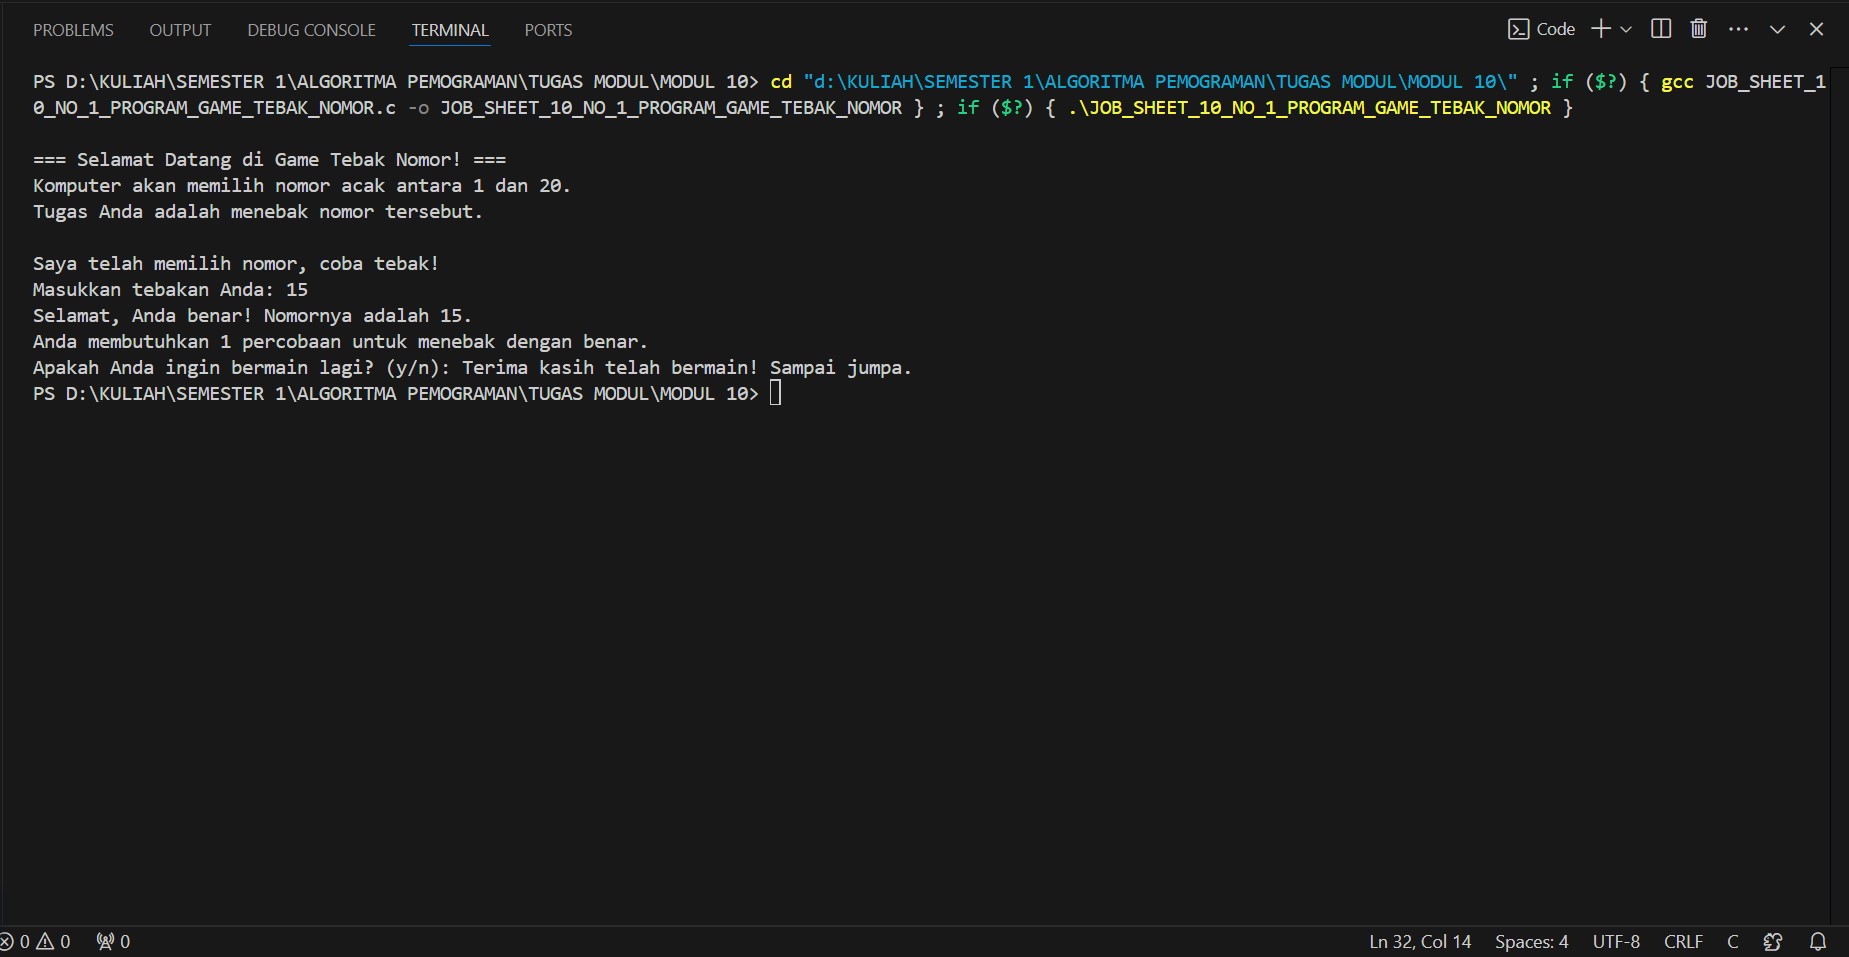 PROBLEMS OUTPUT DEBUG CONSOLE TERMINAL PORTS Code
PS D:\KULIAH\SEMESTER 1\ALGORITMA PEMOGRAMAN\TUGAS MODUL\MODUL 10> cd "d:\KULIAH\SEMESTER 1\ALGORITMA PEMOGRAMAN\TUGAS MODUL\MODUL 10\" ; if ($?) { gcc JOB_SHEET_1
0_NO_1_PROGRAM_GAME_TEBAK_NOMOR.c -o JOB_SHEET_10_NO_1_PROGRAM_GAME_TEBAK_NOMOR } ; if ($?) { .\JOB_SHEET_10_NO_1_PROGRAM_GAME_TEBAK_NOMOR }
=== Selamat Datang di Game Tebak Nomor! ===
Komputer akan memilih nomor acak antara 1 dan 20.
Tugas Anda adalah menebak nomor tersebut.
Saya telah memilih nomor, coba tebak!
Masukkan tebakan Anda: 15
Selamat, Anda benar! Nomornya adalah 15.
Anda membutuhkan 1 percobaan untuk menebak dengan benar.
Apakah Anda ingin bermain lagi? (y/n): Terima kasih telah bermain! Sampai jumpa.
PS D:\KULIAH\SEMESTER 1\ALGORITMA PEMOGRAMAN\TUGAS MODUL\MODUL 10>
0 0 0 Ln 32, Col 14 Spaces: 4 UTF-8 CRLF C